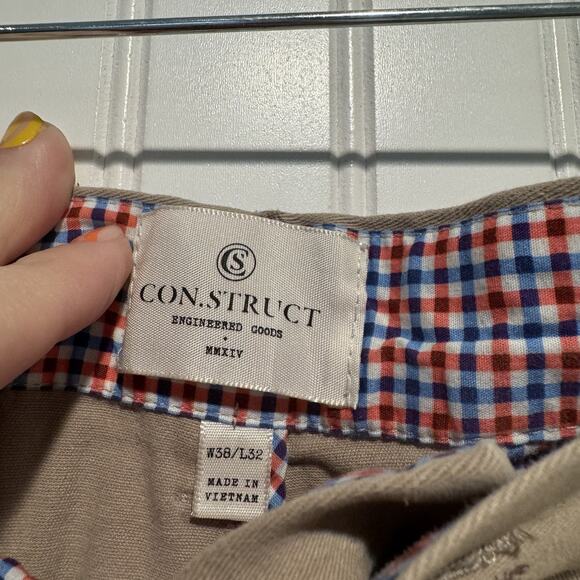 CS
CON.STRUCT
ENGINEERED GOODS
MMXIV
W38/L32
MADE IN
VIETNAM